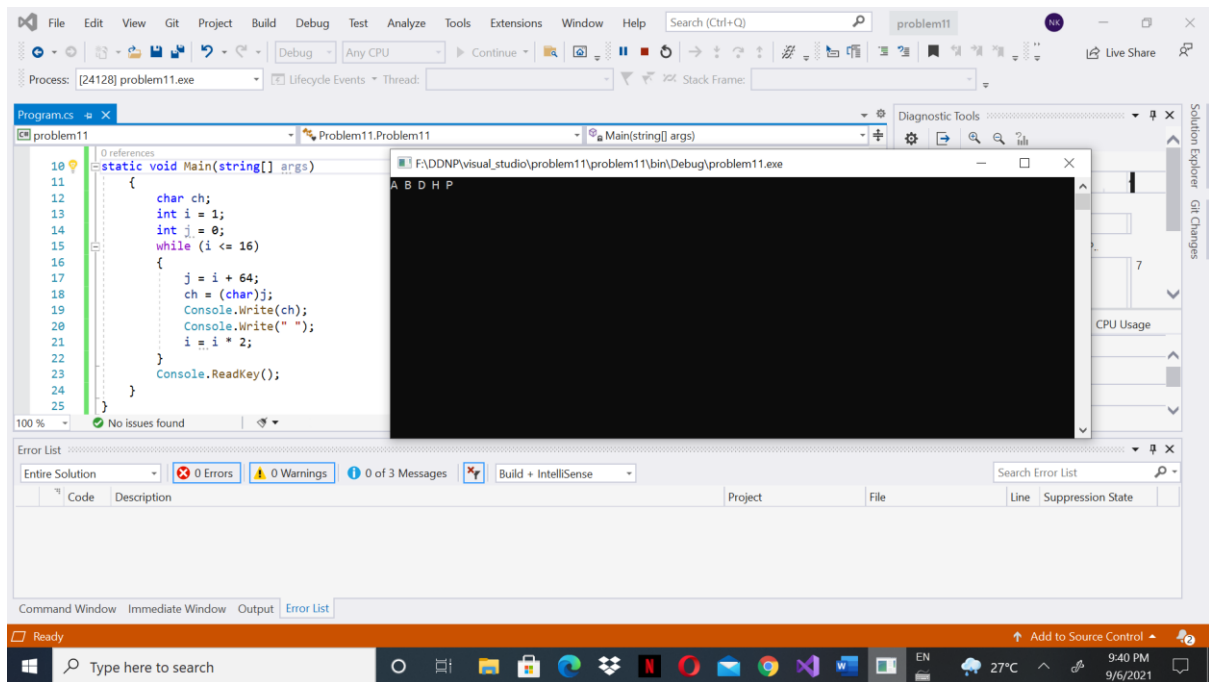 File Edit View Git Project Build Debug Test Analyze Tools Extensions Window Help Search (Ctrl+Q) problem11 NK
Debug Any CPU Continue Live Share
Process: [24128] problem11.exe Lifecycle Events Thread: Stack Frame:
Program.cs
Diagnostic Tools
problem11 Problem11.Problem11 Main(string[] args)
0 references
10 static void Main(string[] args)
11 {
12 char ch;
13 int i = 1;
14 int j = 0;
15 while (i <= 16)
16 {
17 j = i + 64;
18 ch = (char)j;
19 Console.Write(ch);
20 Console.Write(" ");
21 i = i * 2;
22 }
23 Console.ReadKey();
24 }
25 }
F:\DDNP\visual_studio\problem11\problem11\bin\Debug\problem11.exe
A B D H P
7
CPU Usage
Solution Explorer
Git Changes
100 % No issues found
Error List
Entire Solution 0 Errors 0 Warnings 0 of 3 Messages Build + IntelliSense Search Error List
Code Description Project File Line Suppression State
Command Window Immediate Window Output Error List
Ready Add to Source Control 2
Type here to search N W EN 27°C 9:40 PM
9/6/2021